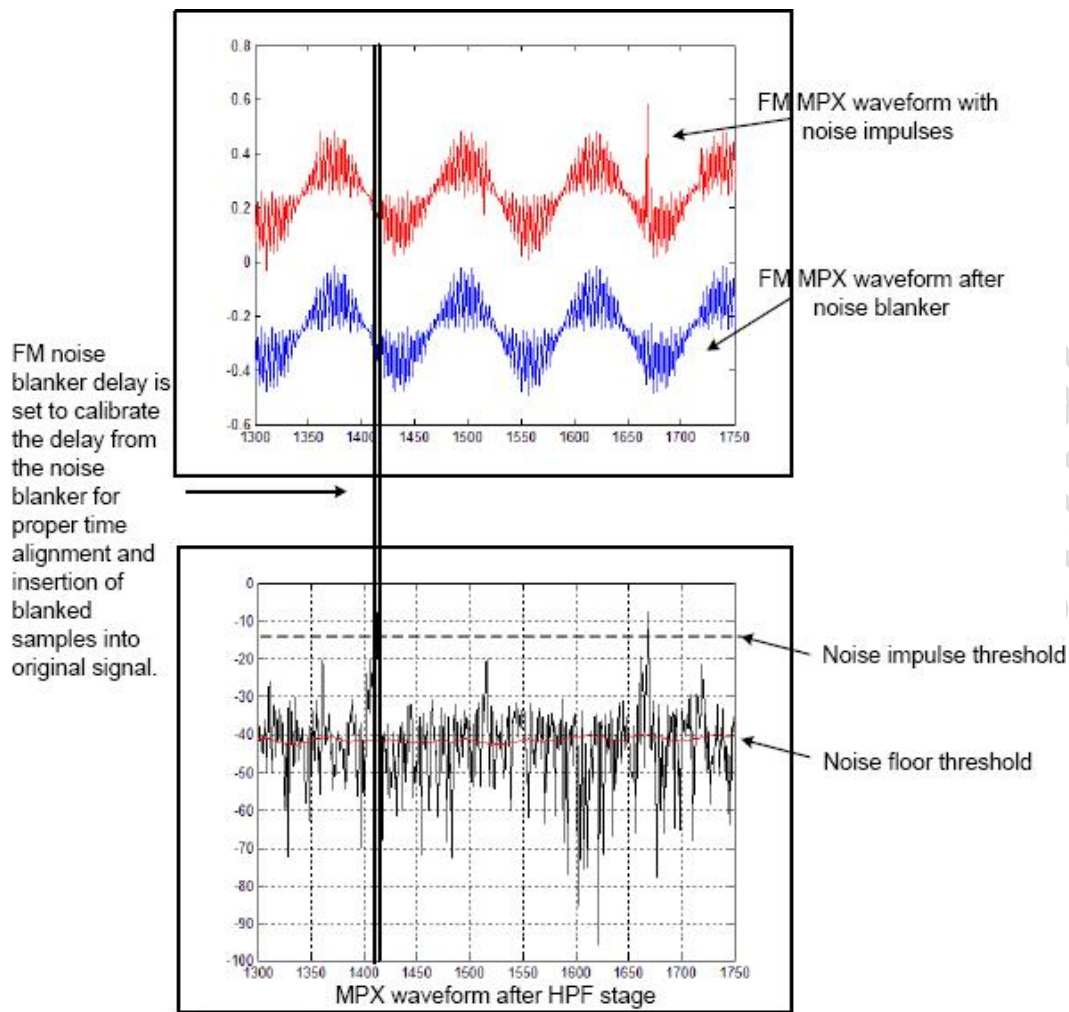 0.8
0.6
0.4
0.2
0
-0.2
-0.4
-0.6
1300 1350 1400 1450 1500 1550 1600 1650 1700 1750
FM MPX waveform with
noise impulses
FM MPX waveform after
noise blanker
FM noise
blanker delay is
set to calibrate
the delay from
the noise
blanker for
proper time
alignment and
insertion of
blanked
samples into
original signal.
0
-10
-20
-30
-40
-50
-60
-70
-80
-90
-100
1300 1350 1400 1450 1500 1550 1600 1650 1700 1750
MPX waveform after HPF stage
Noise impulse threshold
Noise floor threshold